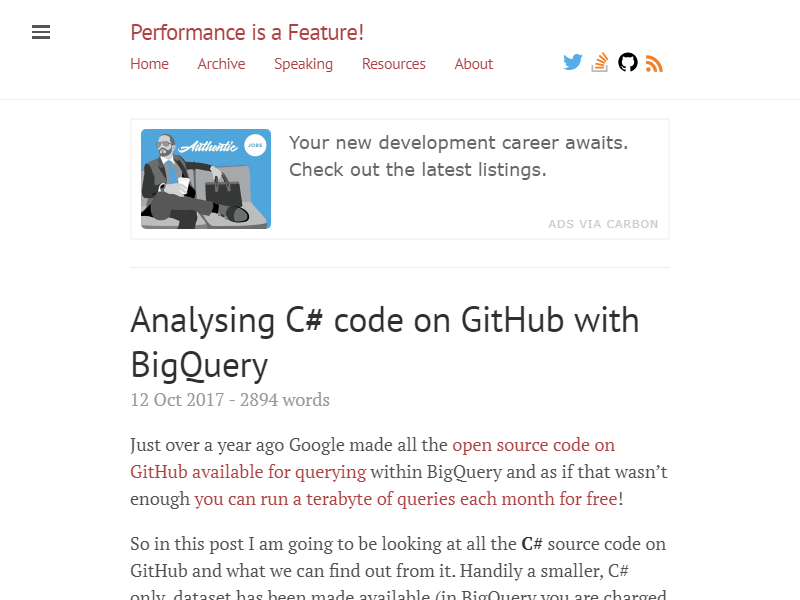 Performance is a Feature!
Home Archive Speaking Resources About
Authentic JOBS
Your new development career awaits.
Check out the latest listings.
ADS VIA CARBON
Analysing C# code on GitHub with
BigQuery
12 Oct 2017 - 2894 words
Just over a year ago Google made all the open source code on
GitHub available for querying within BigQuery and as if that wasn’t
enough you can run a terabyte of queries each month for free!
So in this post I am going to be looking at all the C# source code on
GitHub and what we can find out from it. Handily a smaller, C#
only, dataset has been made available (in BigQuery you are charged